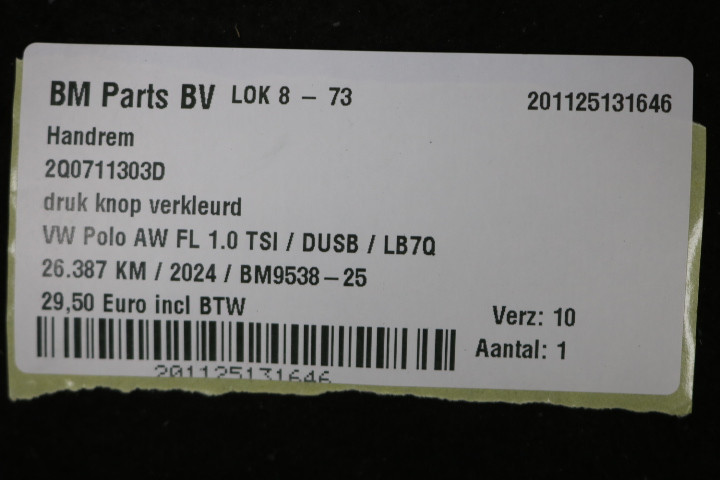 BM Parts BV LOK 8 - 73 201125131646
Handrem
2Q0711303D
druk knop verkleurd
VW Polo AW FL 1.0 TSI / DUSB / LB7Q
26.387 KM / 2024 / BM9538-25
29,50 Euro incl BTW
Verz: 10
Aantal: 1
201125131646